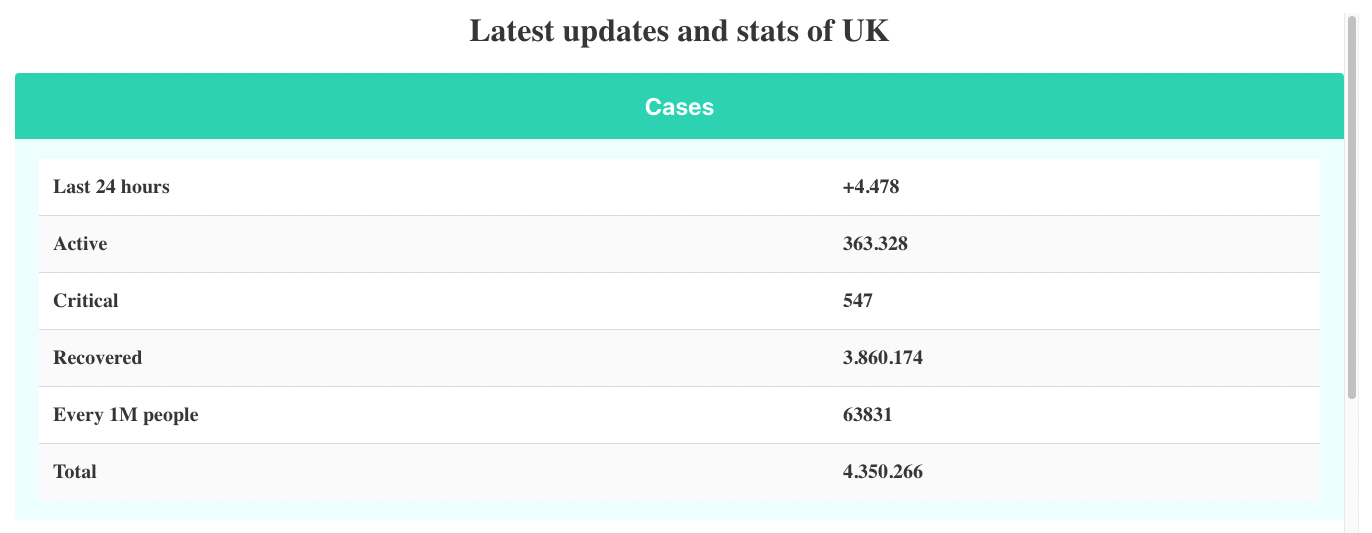 Latest updates and stats of UK
Cases
Last 24 hours +4.478
Active 363.328
Critical 547
Recovered 3.860.174
Every 1M people 63831
Total 4.350.266